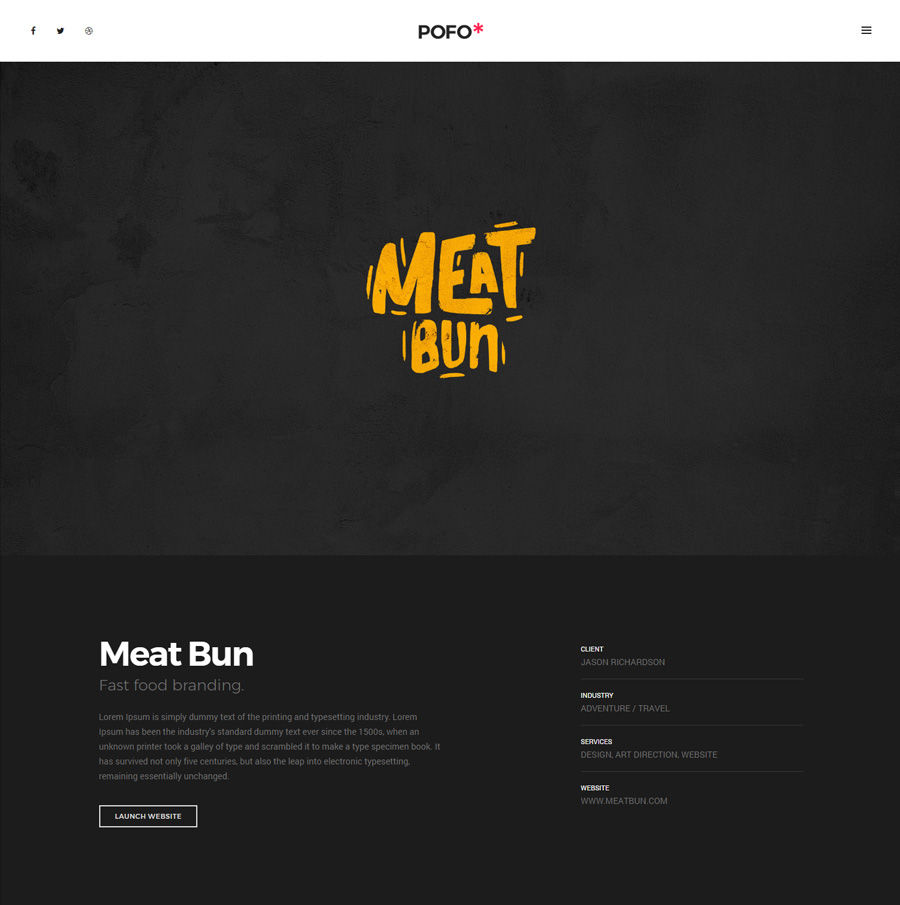 POFO*
MEAT
BUN
Meat Bun
Fast food branding.
Lorem Ipsum is simply dummy text of the printing and typesetting industry. Lorem
Ipsum has been the industry's standard dummy text ever since the 1500s, when an
unknown printer took a galley of type and scrambled it to make a type specimen book. It
has survived not only five centuries, but also the leap into electronic typesetting,
remaining essentially unchanged.
LAUNCH WEBSITE
CLIENT
JASON RICHARDSON
INDUSTRY
ADVENTURE / TRAVEL
SERVICES
DESIGN, ART DIRECTION, WEBSITE
WEBSITE
WWW.MEATBUN.COM